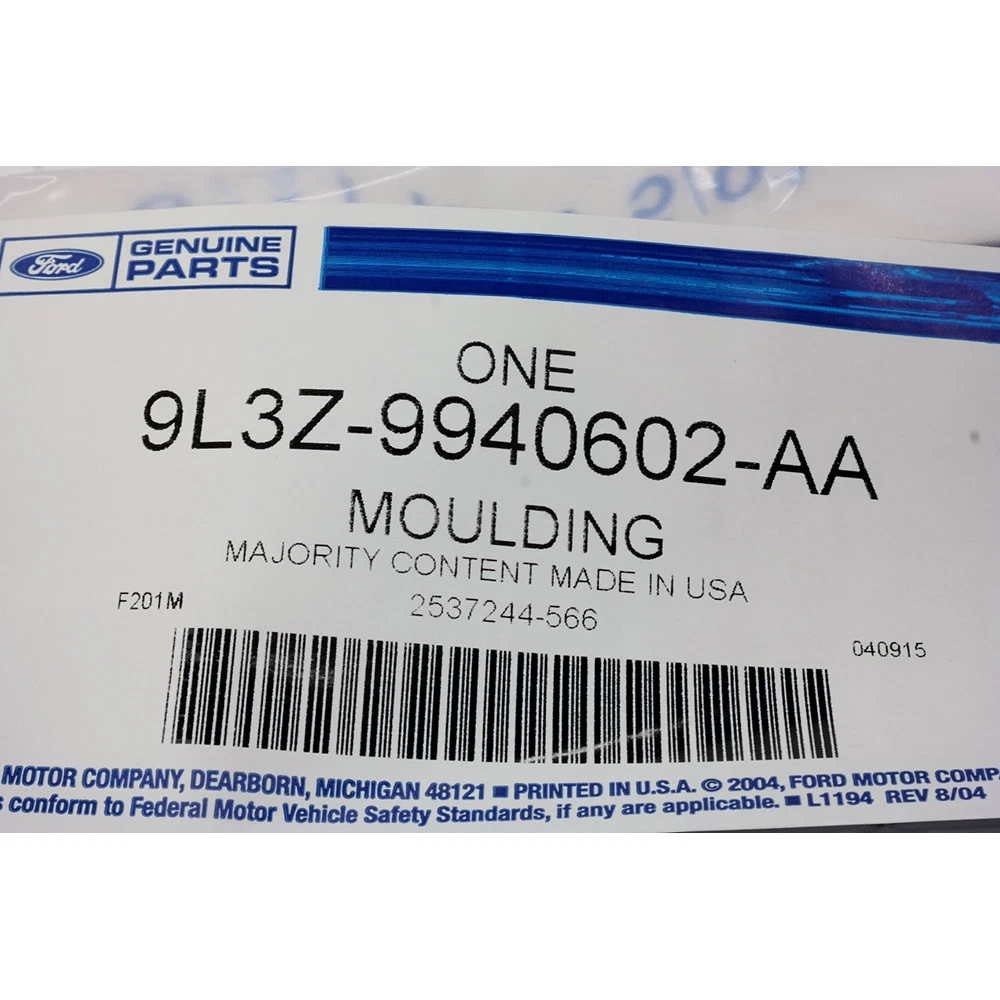 Ford GENUINE
PARTS
ONE
9L3Z-9940602-AA
MOULDING
MAJORITY CONTENT MADE IN USA
F201M 2537244-566
040915
MOTOR COMPANY, DEARBORN, MICHIGAN 48121 ■ PRINTED IN U.S.A. © 2004, FORD MOTOR COMP
s conform to Federal Motor Vehicle Safety Standards, if any are applicable. ■ L1194 REV 8/04